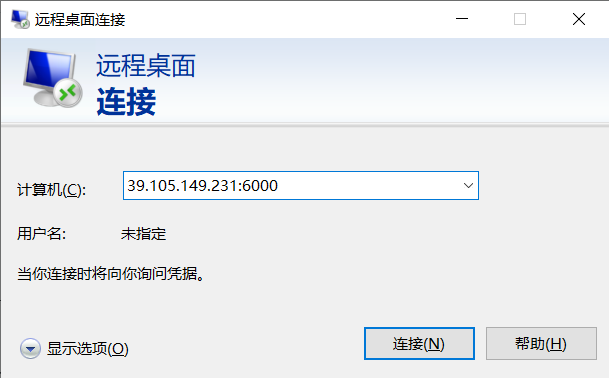 远程桌面连接
远程桌面
连接
计算机(C): 39.105.149.231:6000
用户名: 未指定
当你连接时将向你询问凭据。
显示选项(O) 连接(N) 帮助(H)